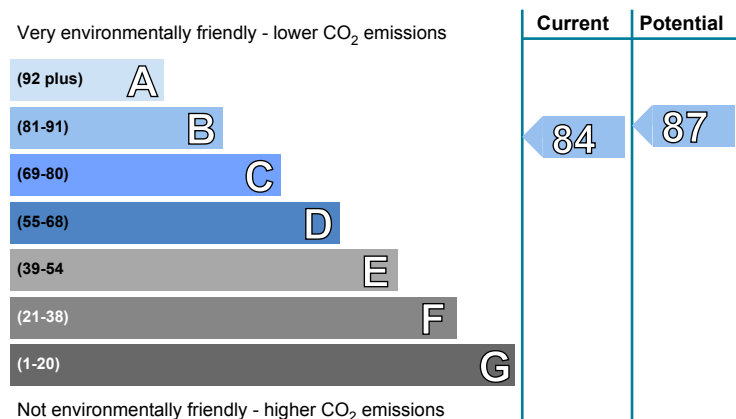 Very environmentally friendly - lower CO₂ emissions
Current
Potential
(92 plus) A
(81-91) B
(69-80) C
(55-68) D
(39-54 E
(21-38) F
(1-20) G
84
87
Not environmentally friendly - higher CO₂ emissions